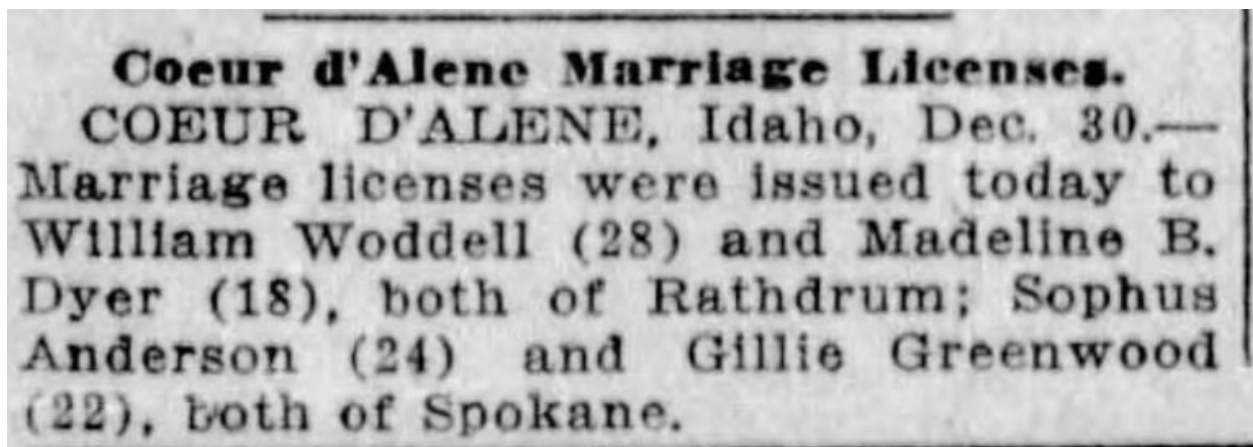 Coeur d'Alene Marriage Licenses.
COEUR D'ALENE, Idaho, Dec. 30.—
Marriage licenses were issued today to
William Woddell (28) and Madeline B.
Dyer (18), both of Rathdrum; Sophus
Anderson (24) and Gillie Greenwood
(22), both of Spokane.